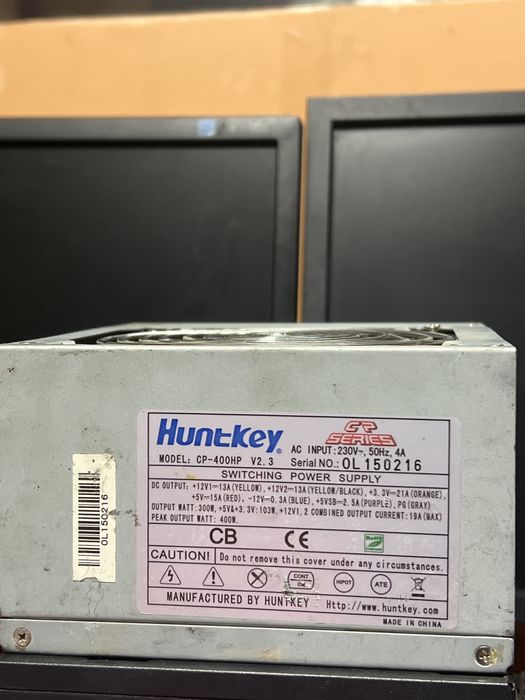 Huntkey
CP
SERIES
AC INPUT:230V~, 50Hz, 4A
MODEL: CP-400HP V2.3
Serial NO.: 0L150216
SWITCHING POWER SUPPLY
DC OUTPUT: +12V1⎓13A(YELLOW), +12V2⎓13A(YELLOW/BLACK), +3.3V⎓21A(ORANGE),
+5V⎓15A(RED), -12V⎓0.3A(BLUE), +5VSB⎓2.5A(PURPLE), PG(GRAY)
OUTPUT WATT:300W, +5V&+3.3V:103W, +12V1,2 COMBINED OUTPUT CURRENT:19A(MAX)
PEAK OUTPUT WATT: 400W.
CB CE
CAUTION! Do not remove this cover under any circumstances.
CONT.
HIPOT
ATE
MANUFACTURED BY HUNTKEY Http://www.huntkey.com
MADE IN CHINA
0L150216